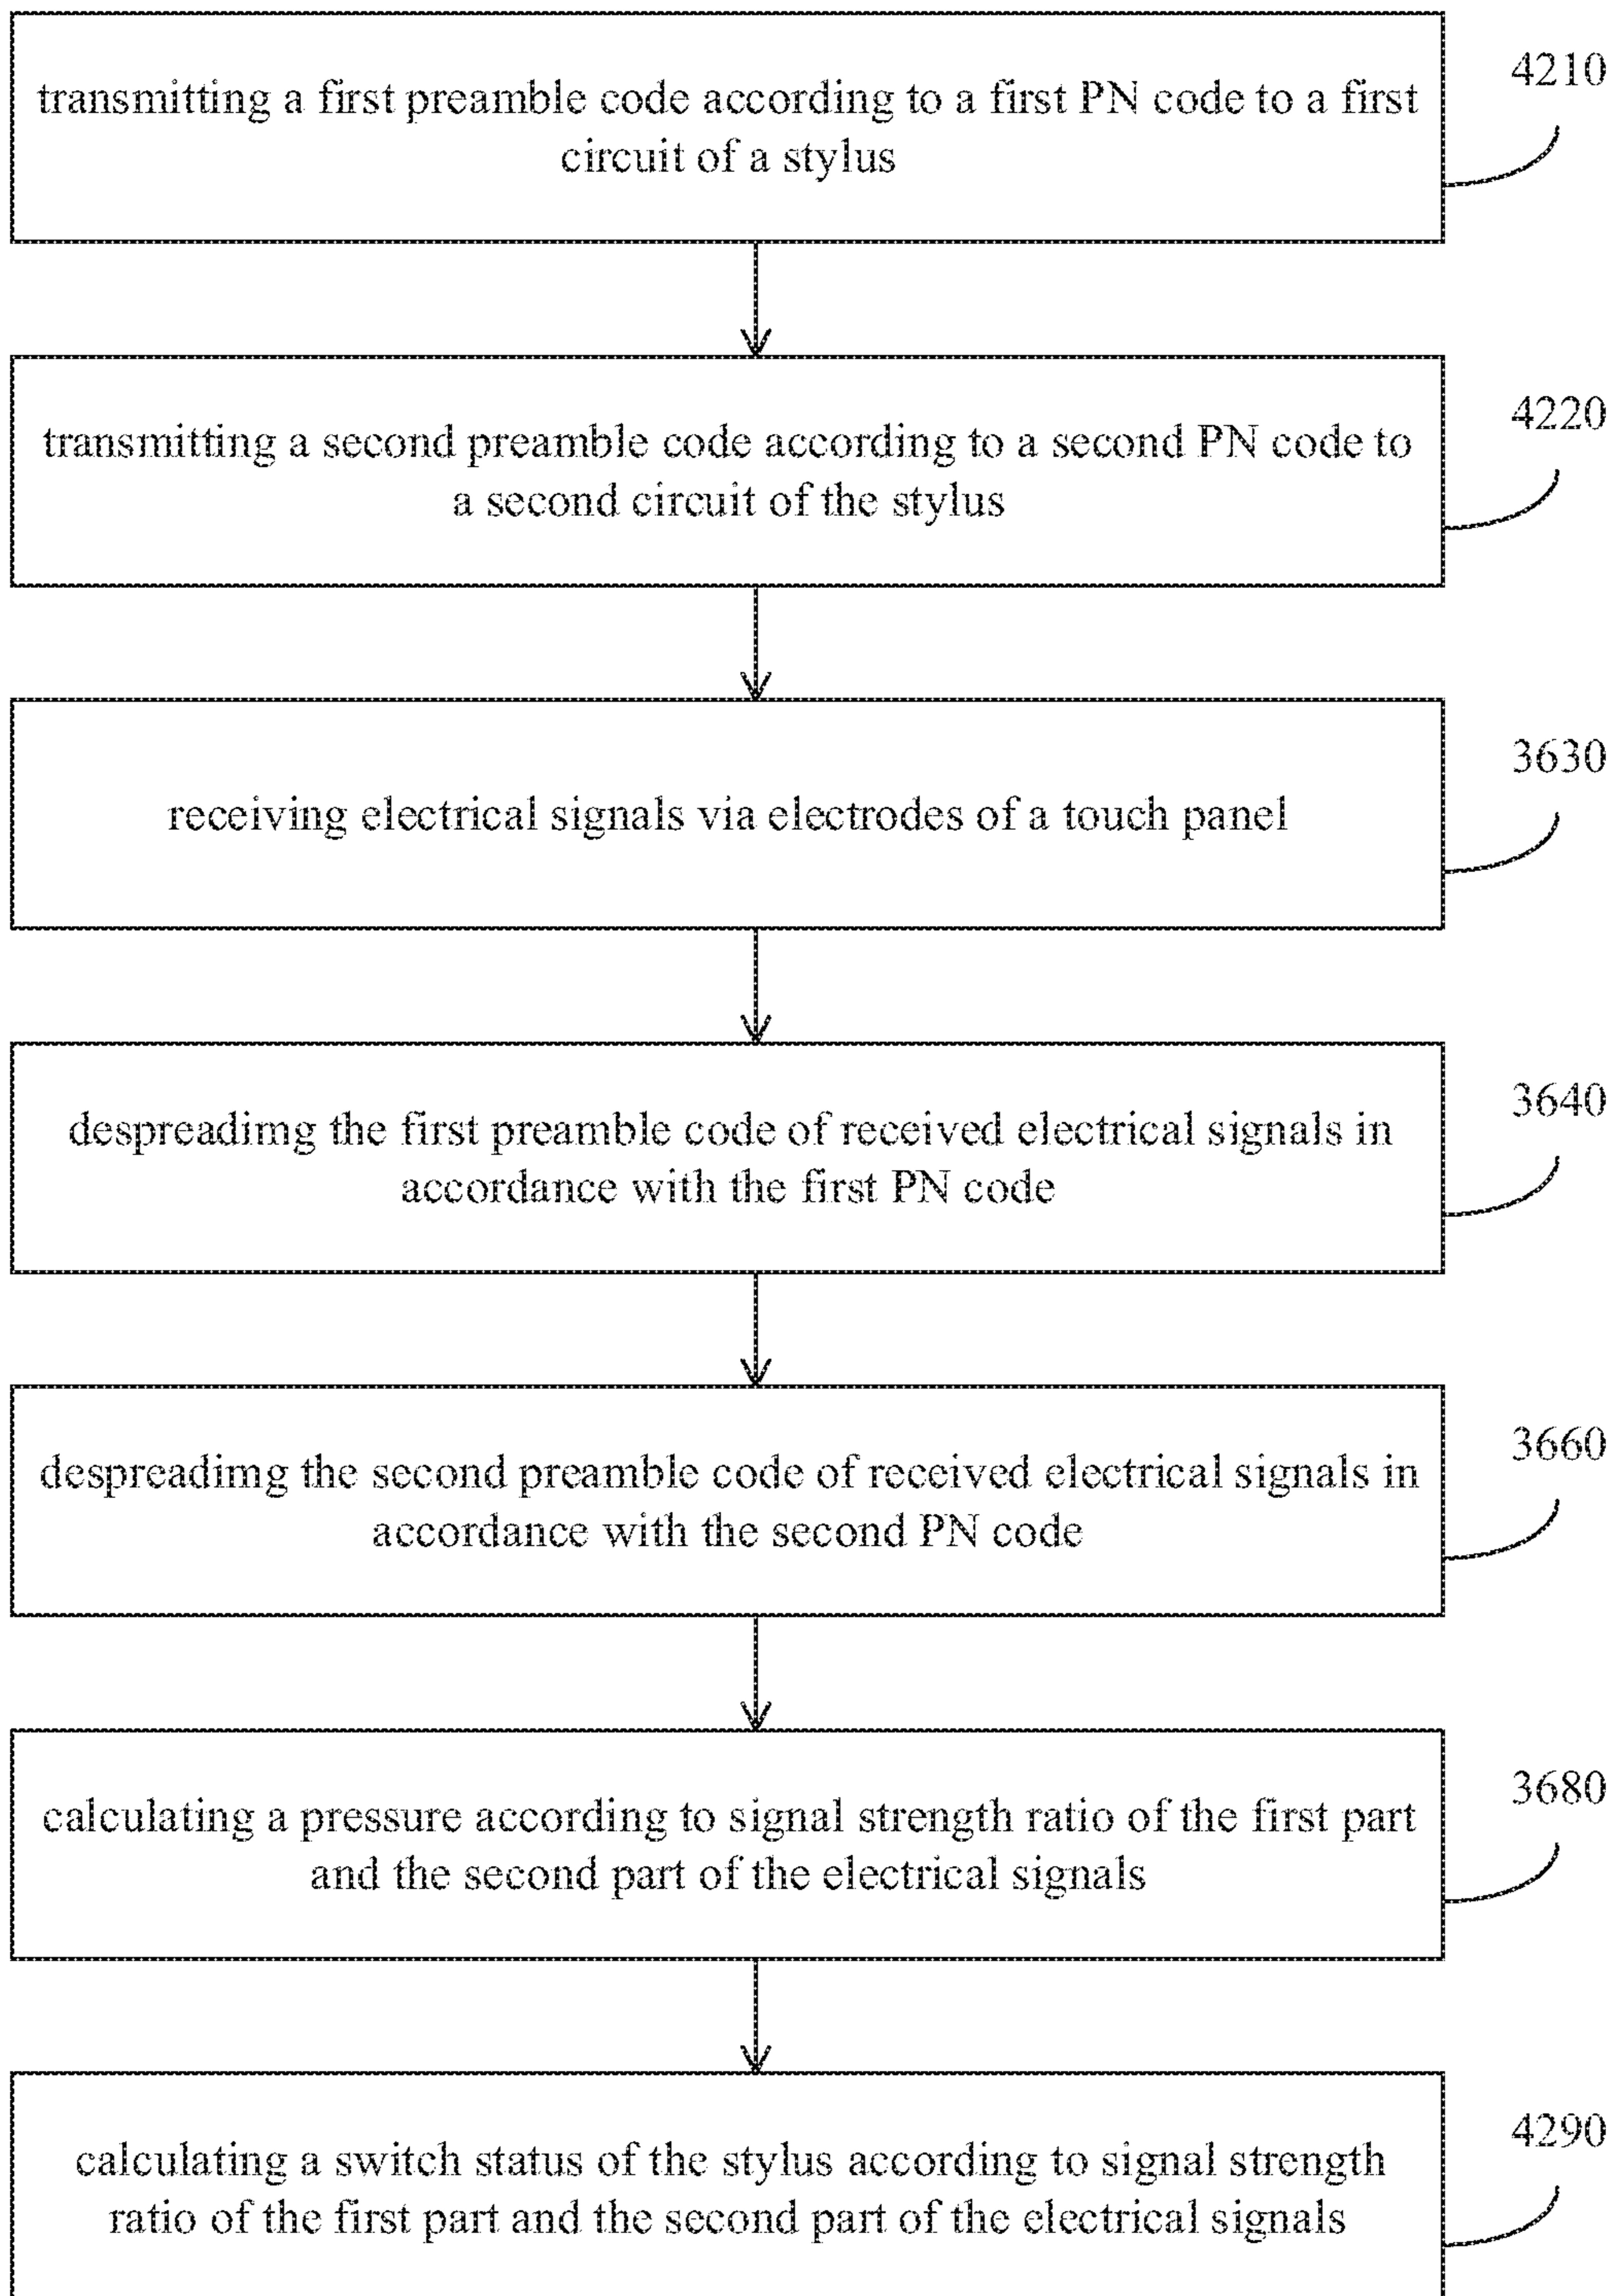 transmitting a first preamble code according to a first PN code to a first
circuit of a stylus
4210
transmitting a second preamble code according to a second PN code to
a second circuit of the stylus
4220
receiving electrical signals via electrodes of a touch panel
3630
despreadimg the first preamble code of received electrical signals in
accordance with the first PN code
3640
despreadimg the second preamble code of received electrical signals in
accordance with the second PN code
3660
calculating a pressure according to signal strength ratio of the first part
and the second part of the electrical signals
3680
calculating a switch status of the stylus according to signal strength
ratio of the first part and the second part of the electrical signals
4290